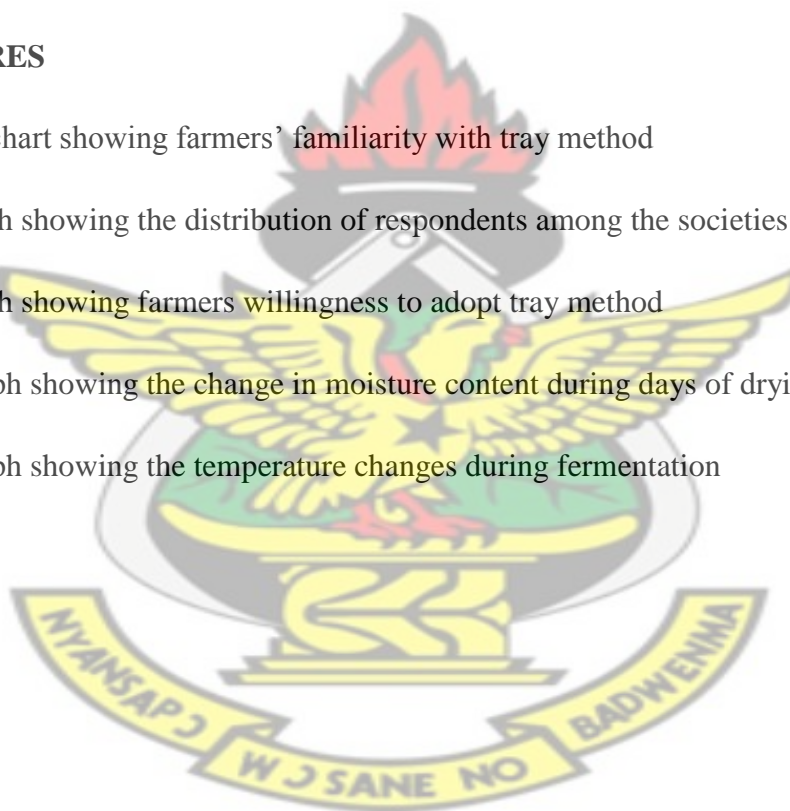 RES
chart showing farmers’ familiarity with tray method
h showing the distribution of respondents among the societies
h showing farmers willingness to adopt tray method
ph showing the change in moisture content during days of dryi
ph showing the temperature changes during fermentation
NYANSAPƆ WƆSANE NO BADWENMA